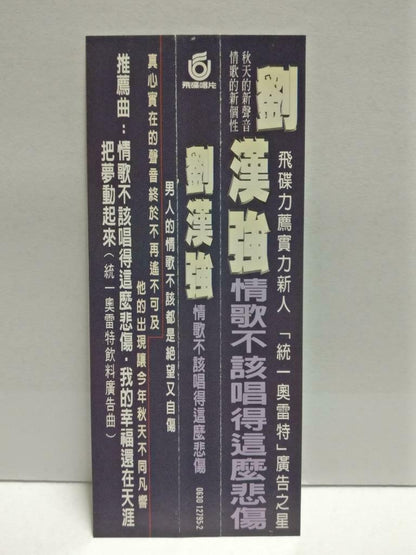 飛碟力薦實力新人 「統一奧雷特」廣告之星
秋天的新聲音
情歌的新個性
劉漢強
情歌不該唱得這麼悲傷
飛碟唱片
劉漢強
情歌不該唱得這麼悲傷
0630 12795-2
男人的情歌不該都是絕望又自傷
真心實在的聲音終於不再遙不可及
他的出現讓今年秋天不同凡響
推薦曲：情歌不該唱得這麼悲傷．我的幸福還在天涯
把夢動起來（統一奧雷特飲料廣告曲）